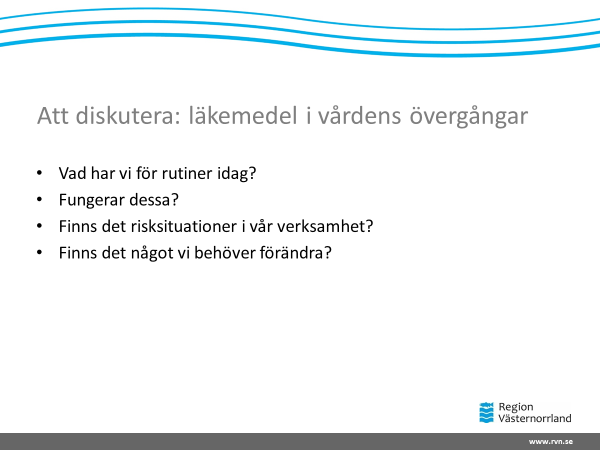 Att diskutera: läkemedel i vårdens övergångar
• Vad har vi för rutiner idag?
• Fungerar dessa?
• Finns det risksituationer i vår verksamhet?
• Finns det något vi behöver förändra?
Region
Västernorrland
www.rvn.se